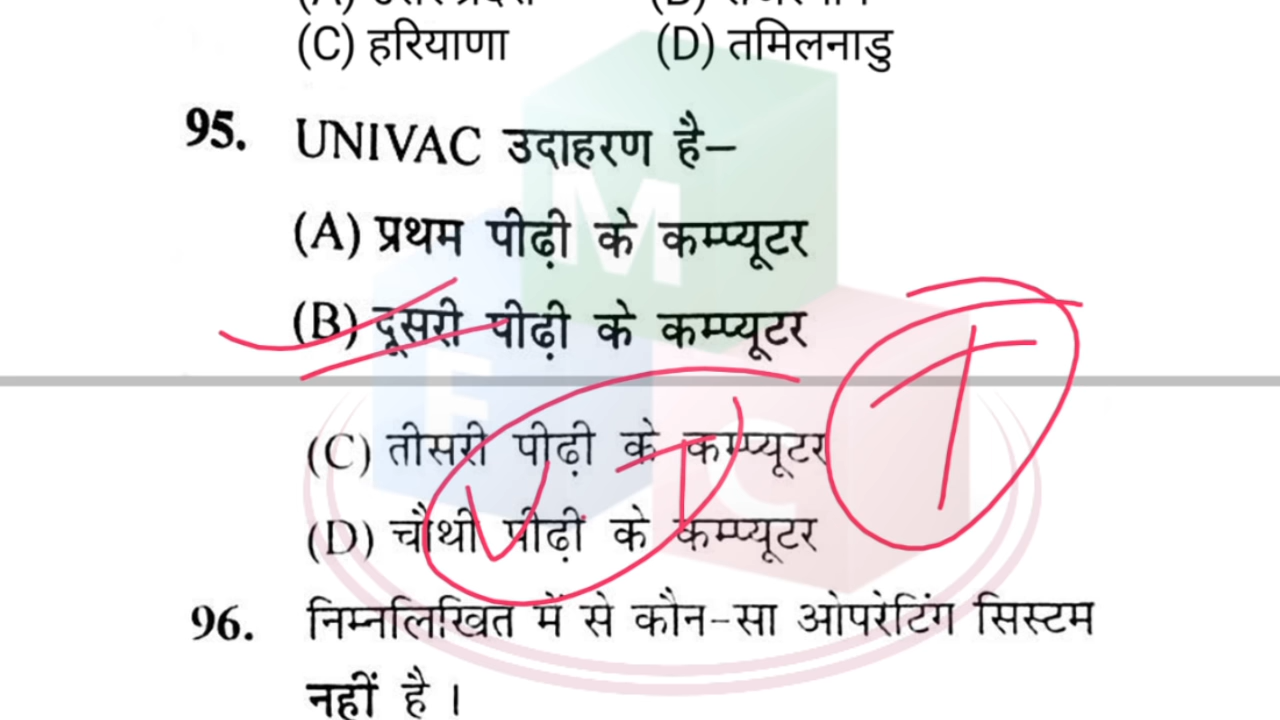 (C) हरियाणा (D) तमिलनाडु
95. UNIVAC उदाहरण है–
(A) प्रथम पीढ़ी के कम्प्यूटर
(B) दूसरी पीढ़ी के कम्प्यूटर
(C) तीसरी पीढ़ी के कम्प्यूटर
(D) चौथी पीढ़ी के कम्प्यूटर
96. निम्नलिखित में से कौन-सा ओपरेटिंग सिस्टम
नहीं है ।